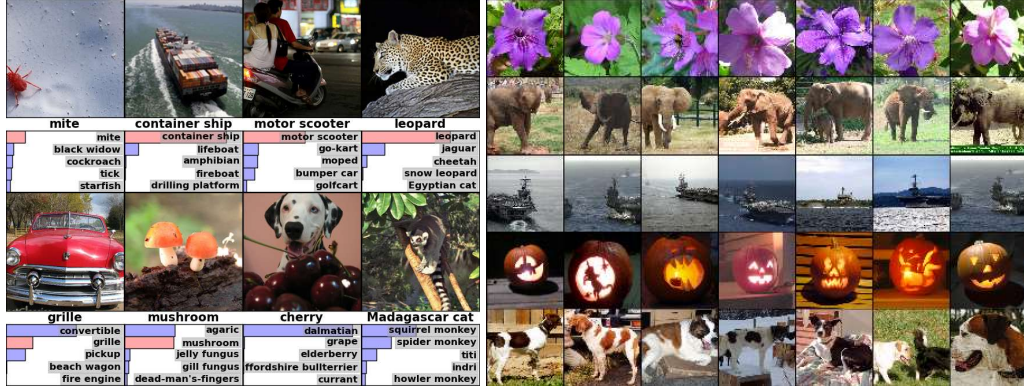 mite
container ship
motor scooter
leopard
mite
black widow
cockroach
tick
starfish
container ship
lifeboat
amphibian
fireboat
drilling platform
motor scooter
go-kart
moped
bumper car
golfcart
leopard
jaguar
cheetah
snow leopard
Egyptian cat
grille
mushroom
cherry
Madagascar cat
convertible
grille
pickup
beach wagon
fire engine
agaric
mushroom
jelly fungus
gill fungus
dead-man's-fingers
dalmatian
grape
elderberry
ffordshire bullterrier
currant
squirrel monkey
spider monkey
titi
indri
howler monkey